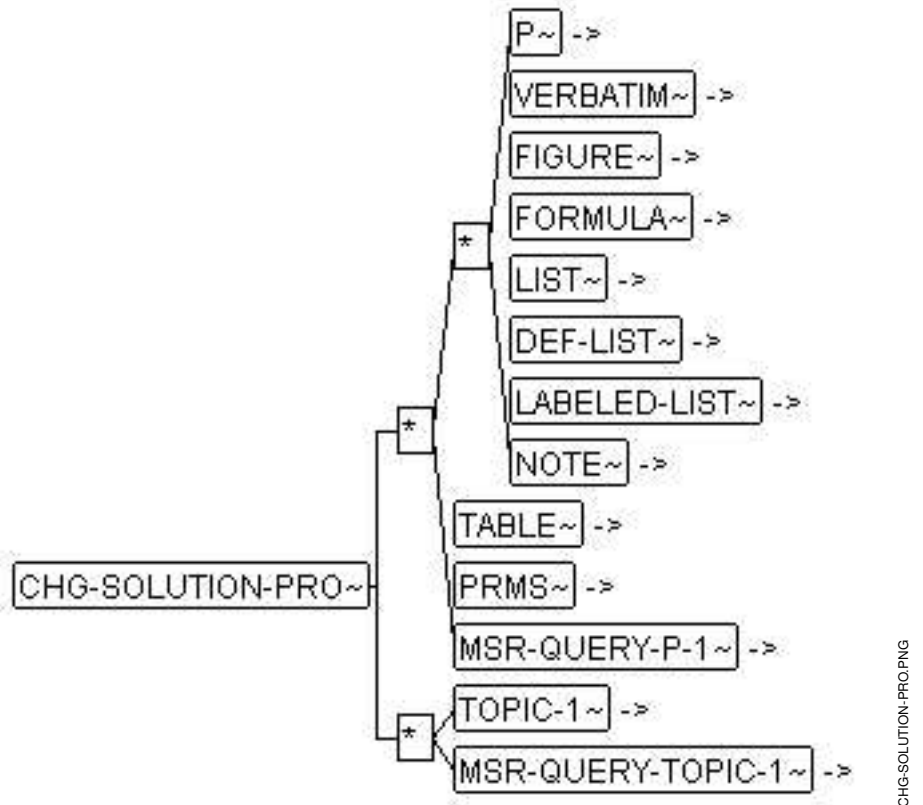 P~ ->
VERBATIM~ ->
FIGURE~ ->
FORMULA~ ->
*
LIST~ ->
DEF-LIST~ ->
LABELED-LIST~ ->
*
NOTE~ ->
TABLE~ ->
CHG-SOLUTION-PRO~
PRMS~ ->
MSR-QUERY-P-1~ ->
TOPIC-1~ ->
*
MSR-QUERY-TOPIC-1~ ->
CHG-SOLUTION-PRO.PNG